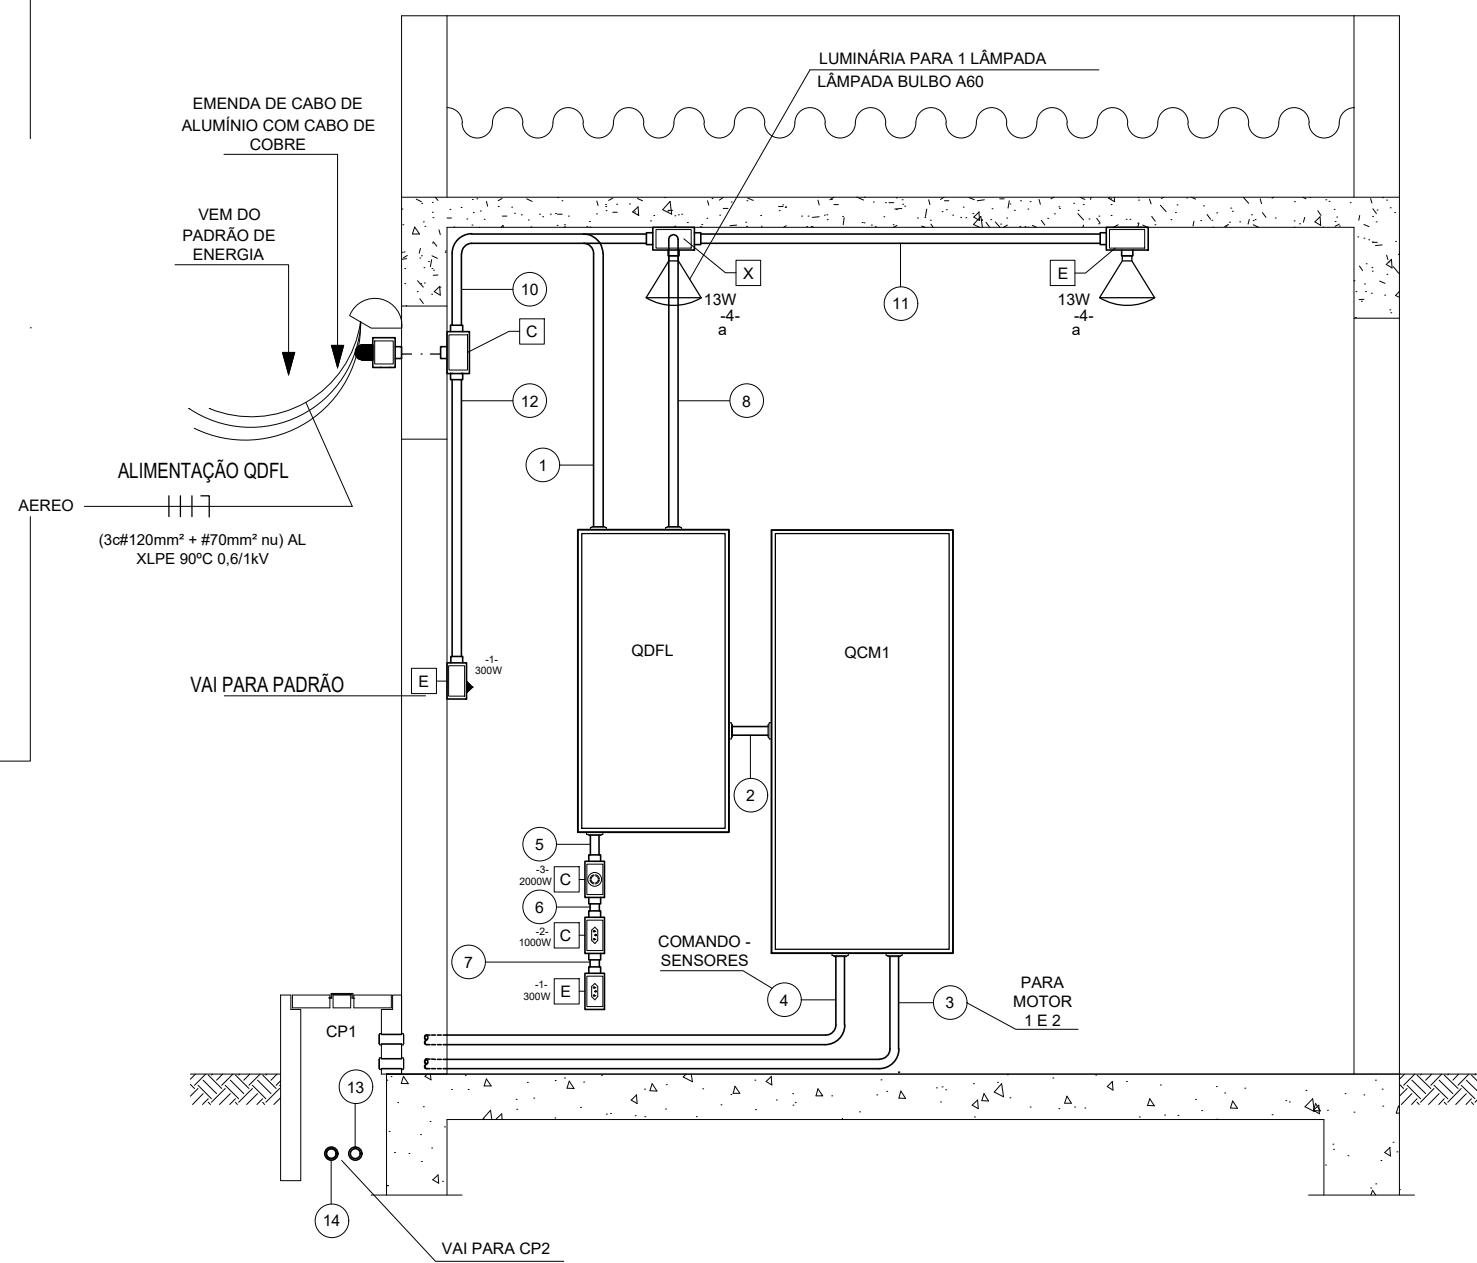 LUMINÁRIA PARA 1 LÂMPADA
LÂMPADA BULBO A60
EMENDA DE CABO DE
ALUMÍNIO COM CABO DE
COBRE
VEM DO
PADRÃO DE
ENERGIA
X
13W
-4-
a
E
13W
-4-
a
10
11
C
12
8
1
ALIMENTAÇÃO QDFL
AEREO
(3c#120mm² + #70mm² nu) AL
XLPE 90ºC 0,6/1kV
QDFL
QCM1
-1-
300W
E
VAI PARA PADRÃO
2
5
-3-
2000W
C
6
-2-
1000W
C
7
-1-
300W
E
COMANDO -
SENSORES
4
3
PARA
MOTOR
1 E 2
CP1
13
14
VAI PARA CP2